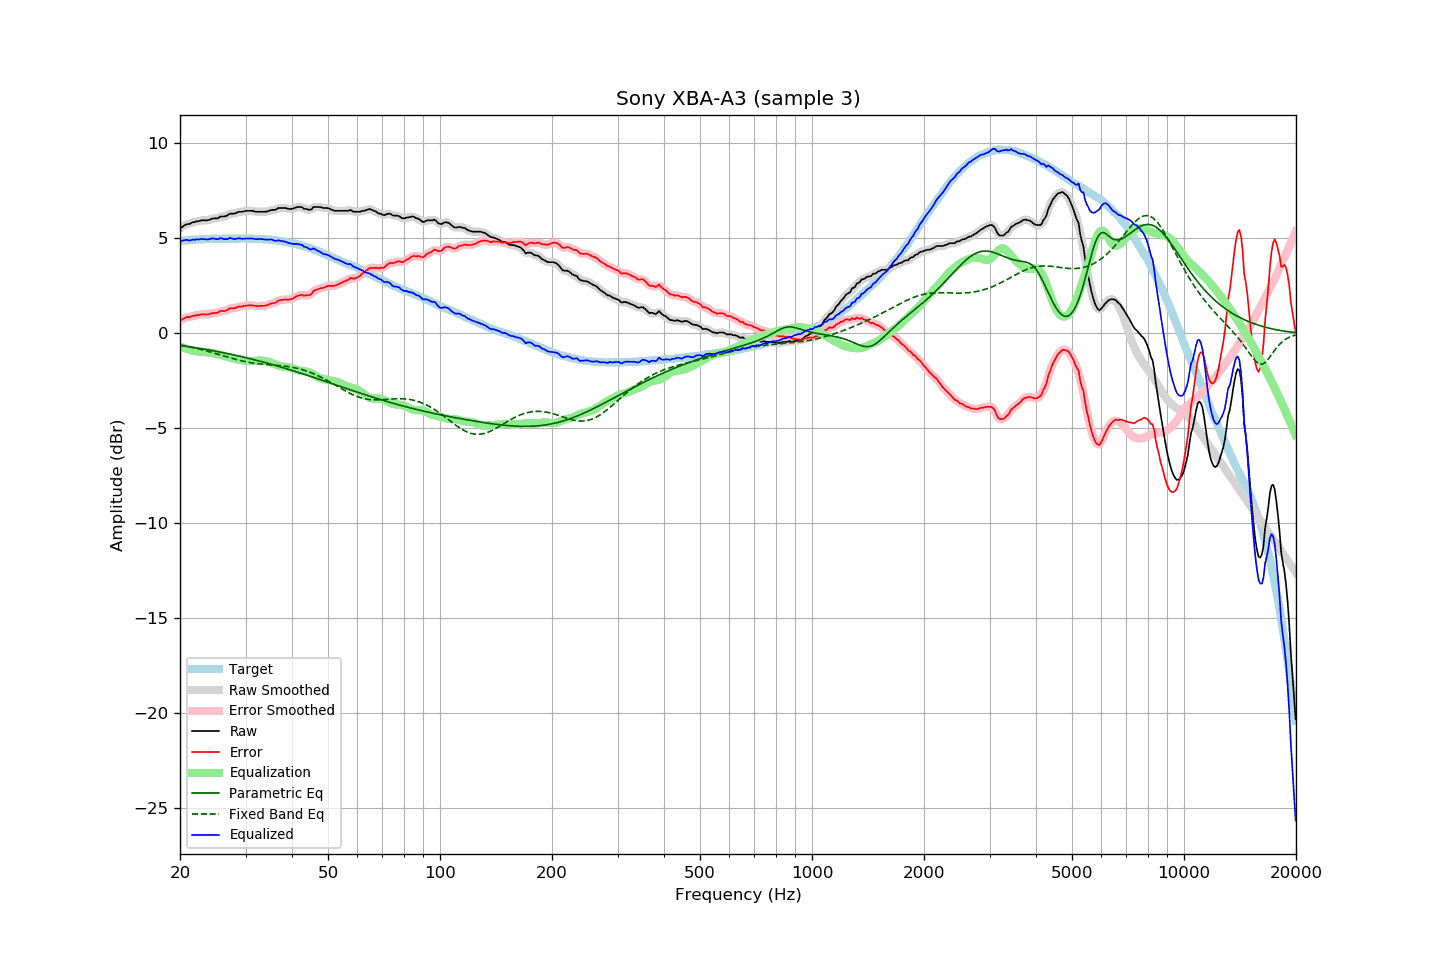 Sony XBA-A3 (sample 3)
Amplitude (dBr)
10
5
0
−5
−10
−15
−20
−25
Target
Raw Smoothed
Error Smoothed
Raw
Error
Equalization
Parametric Eq
Fixed Band Eq
Equalized
20 50 100 200 500 1000 2000 5000 10000 20000
Frequency (Hz)